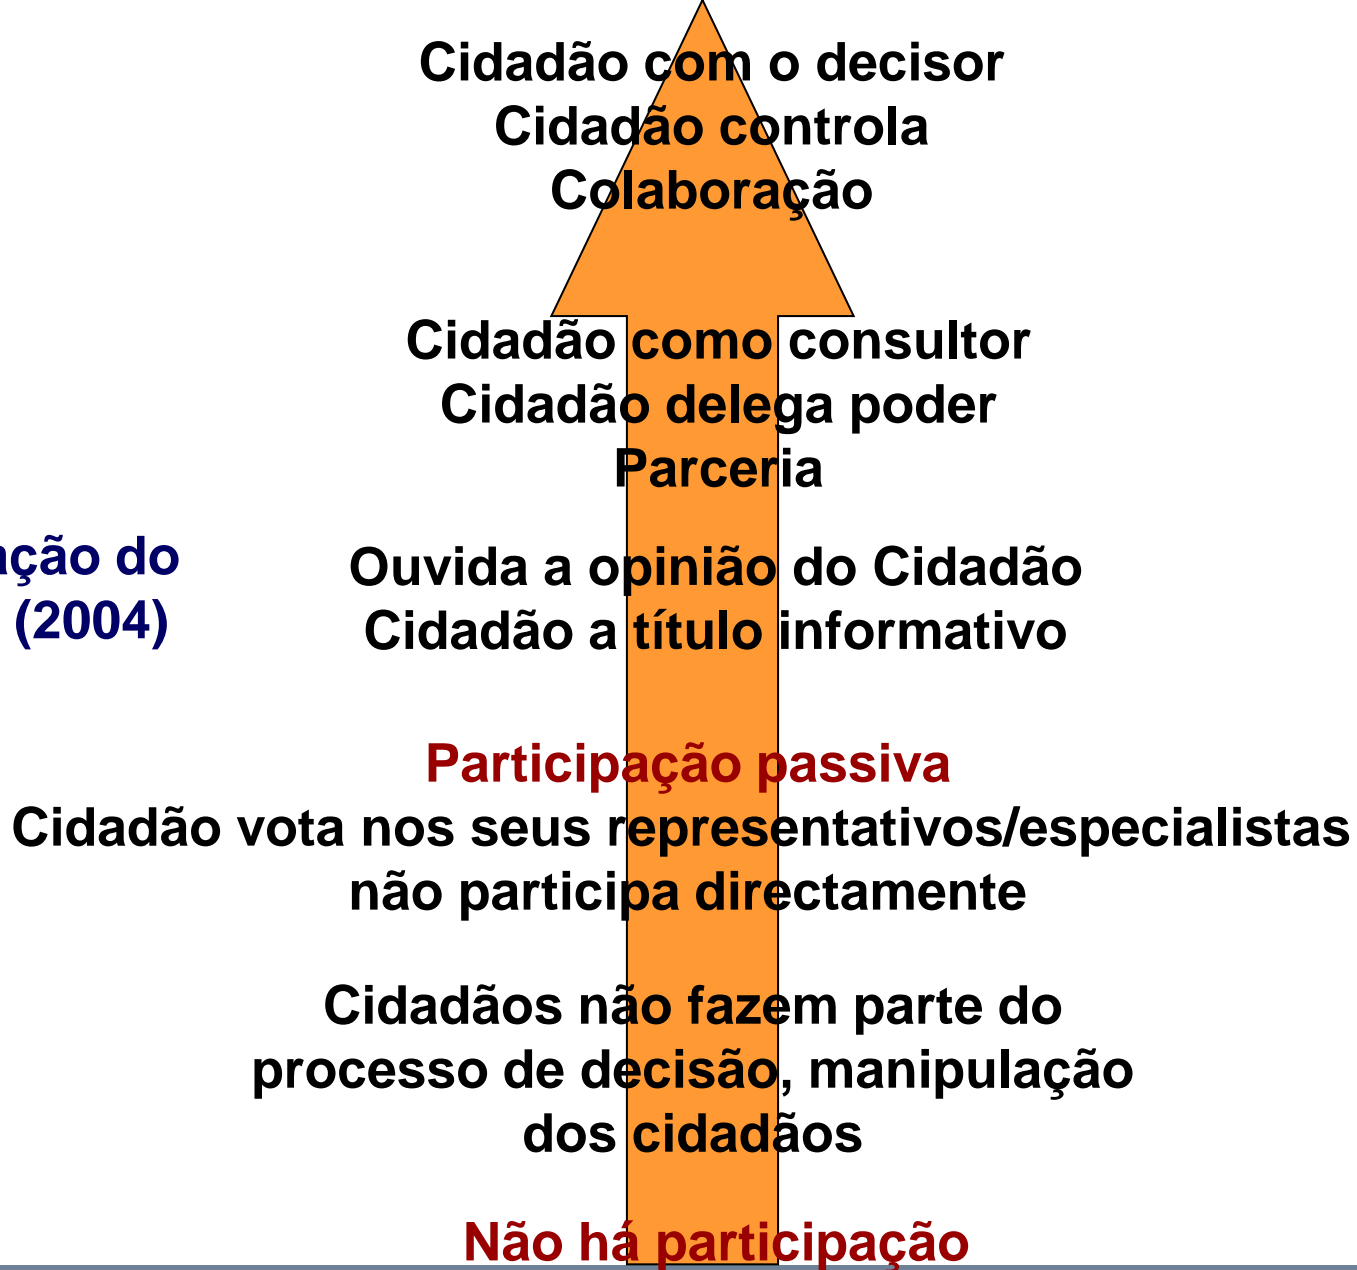 Cidadão com o decisor
Cidadão controla
Colaboração
Cidadão como consultor
Cidadão delega poder
Parceria
ação do
(2004)
Ouvida a opinião do Cidadão
Cidadão a título informativo
Participação passiva
Cidadão vota nos seus representativos/especialistas
não participa directamente
Cidadãos não fazem parte do
processo de decisão, manipulação
dos cidadãos
Não há participação